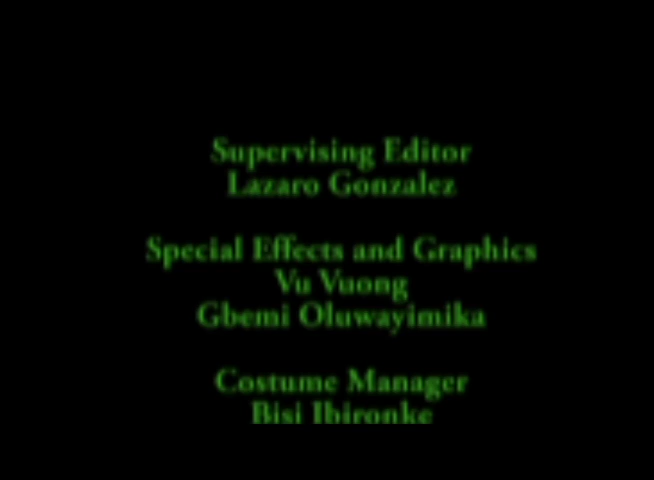 Supervising Editor
Lazaro Gonzalez
Special Effects and Graphics
Vu Vuong
Gbemi Oluwayimika
Costume Manager
Bisi Ibironke